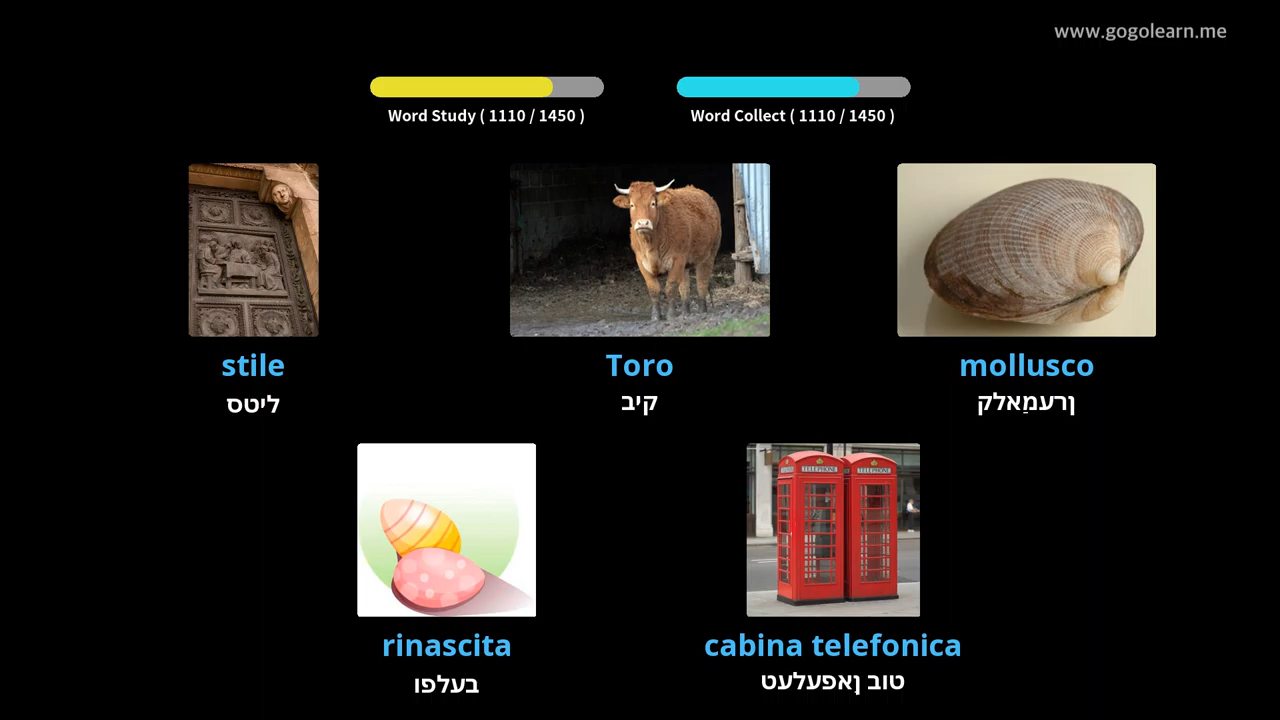 www.gogolearn.me
Word Study ( 1110 / 1450 )
Word Collect ( 1110 / 1450 )
stile
ליטס
Toro
קיב
mollusco
ןרעמַאלק
rinascita
בעלפו
cabina telefonica
טוב ןָאפעלעט